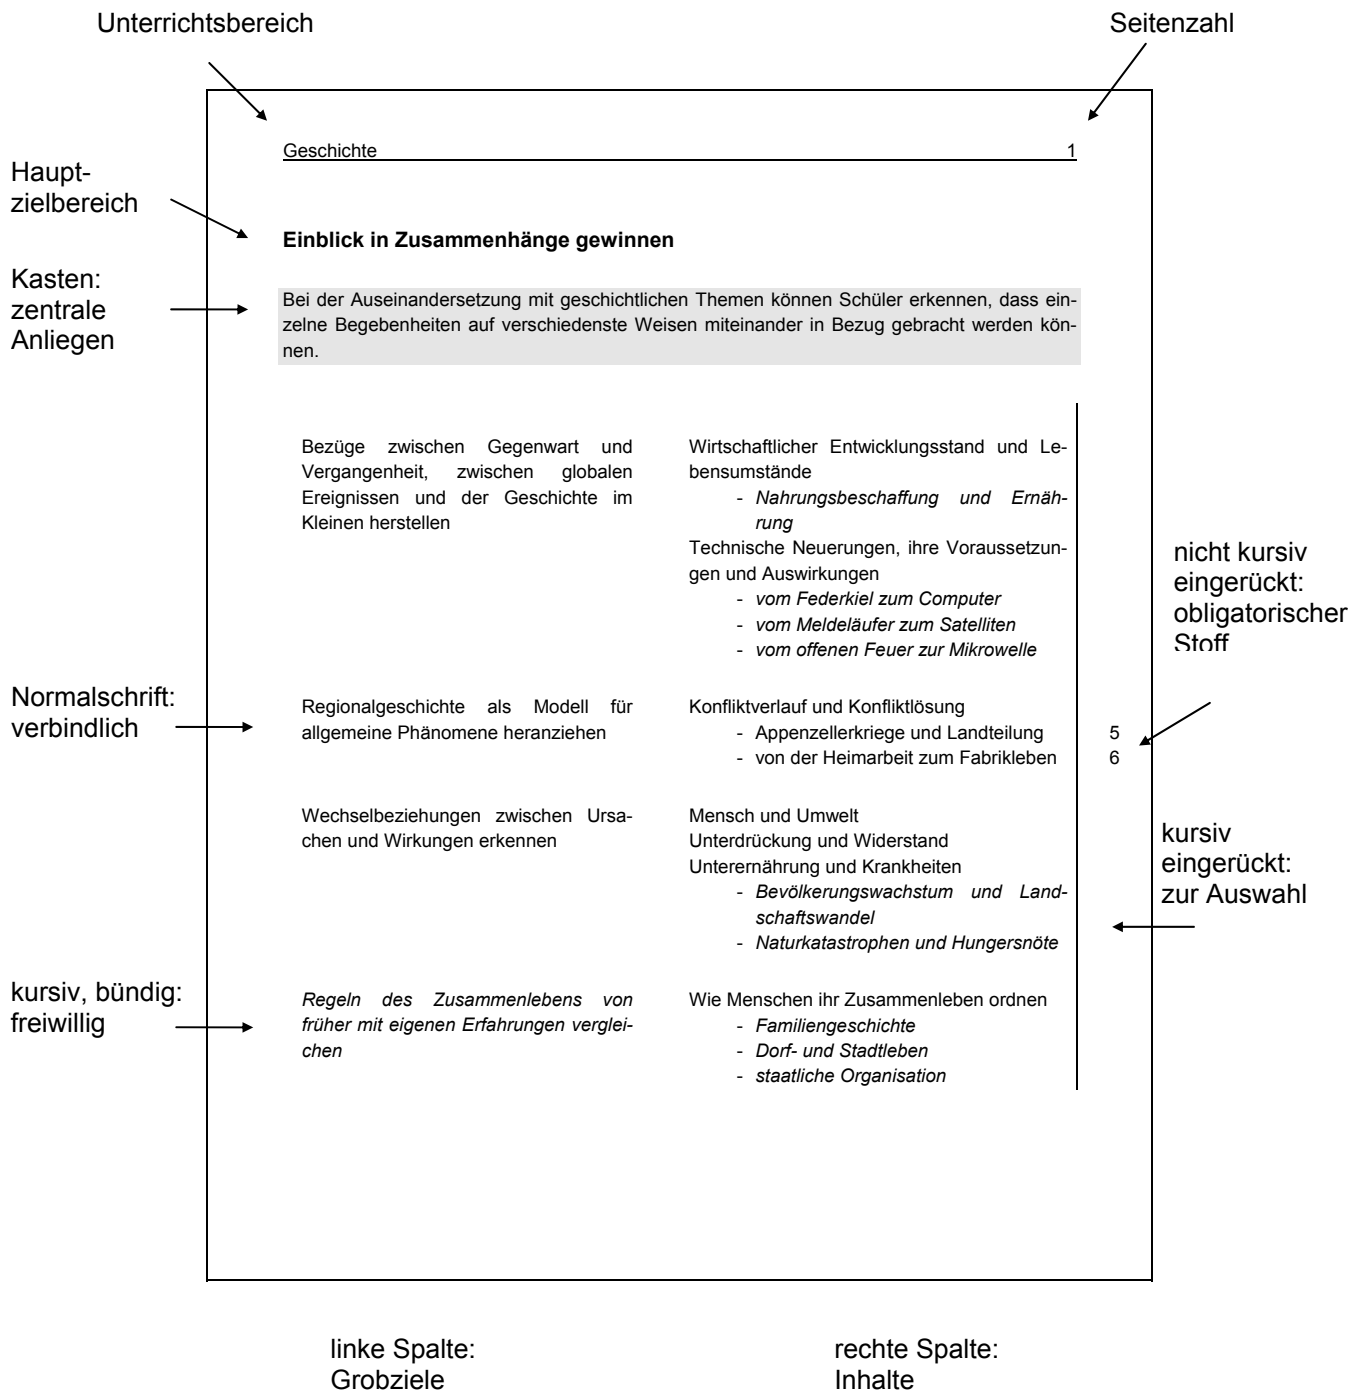 Unterrichtsbereich
Seitenzahl
Geschichte 1
Haupt-
zielbereich
Einblick in Zusammenhänge gewinnen
Kasten:
zentrale
Anliegen
Bei der Auseinandersetzung mit geschichtlichen Themen können Schüler erkennen, dass ein-
zelne Begebenheiten auf verschiedenste Weisen miteinander in Bezug gebracht werden kön-
nen.
Bezüge zwischen Gegenwart und
Vergangenheit, zwischen globalen
Ereignissen und der Geschichte im
Kleinen herstellen
Wirtschaftlicher Entwicklungsstand und Le-
bensumstände
- Nahrungsbeschaffung und Ernäh-
rung
Technische Neuerungen, ihre Voraussetzun-
gen und Auswirkungen
- vom Federkiel zum Computer
- vom Meldeläufer zum Satelliten
- vom offenen Feuer zur Mikrowelle
nicht kursiv
eingerückt:
obligatorischer
Stoff
Normalschrift:
verbindlich
Regionalgeschichte als Modell für
allgemeine Phänomene heranziehen
Konfliktverlauf und Konfliktlösung
- Appenzellerkriege und Landteilung 5
- von der Heimarbeit zum Fabrikleben 6
Wechselbeziehungen zwischen Ursa-
chen und Wirkungen erkennen
Mensch und Umwelt
Unterdrückung und Widerstand
Unterernährung und Krankheiten
- Bevölkerungswachstum und Land-
schaftswandel
- Naturkatastrophen und Hungersnöte
kursiv
eingerückt:
zur Auswahl
kursiv, bündig:
freiwillig
Regeln des Zusammenlebens von
früher mit eigenen Erfahrungen verglei-
chen
Wie Menschen ihr Zusammenleben ordnen
- Familiengeschichte
- Dorf- und Stadtleben
- staatliche Organisation
linke Spalte:
Grobziele
rechte Spalte:
Inhalte